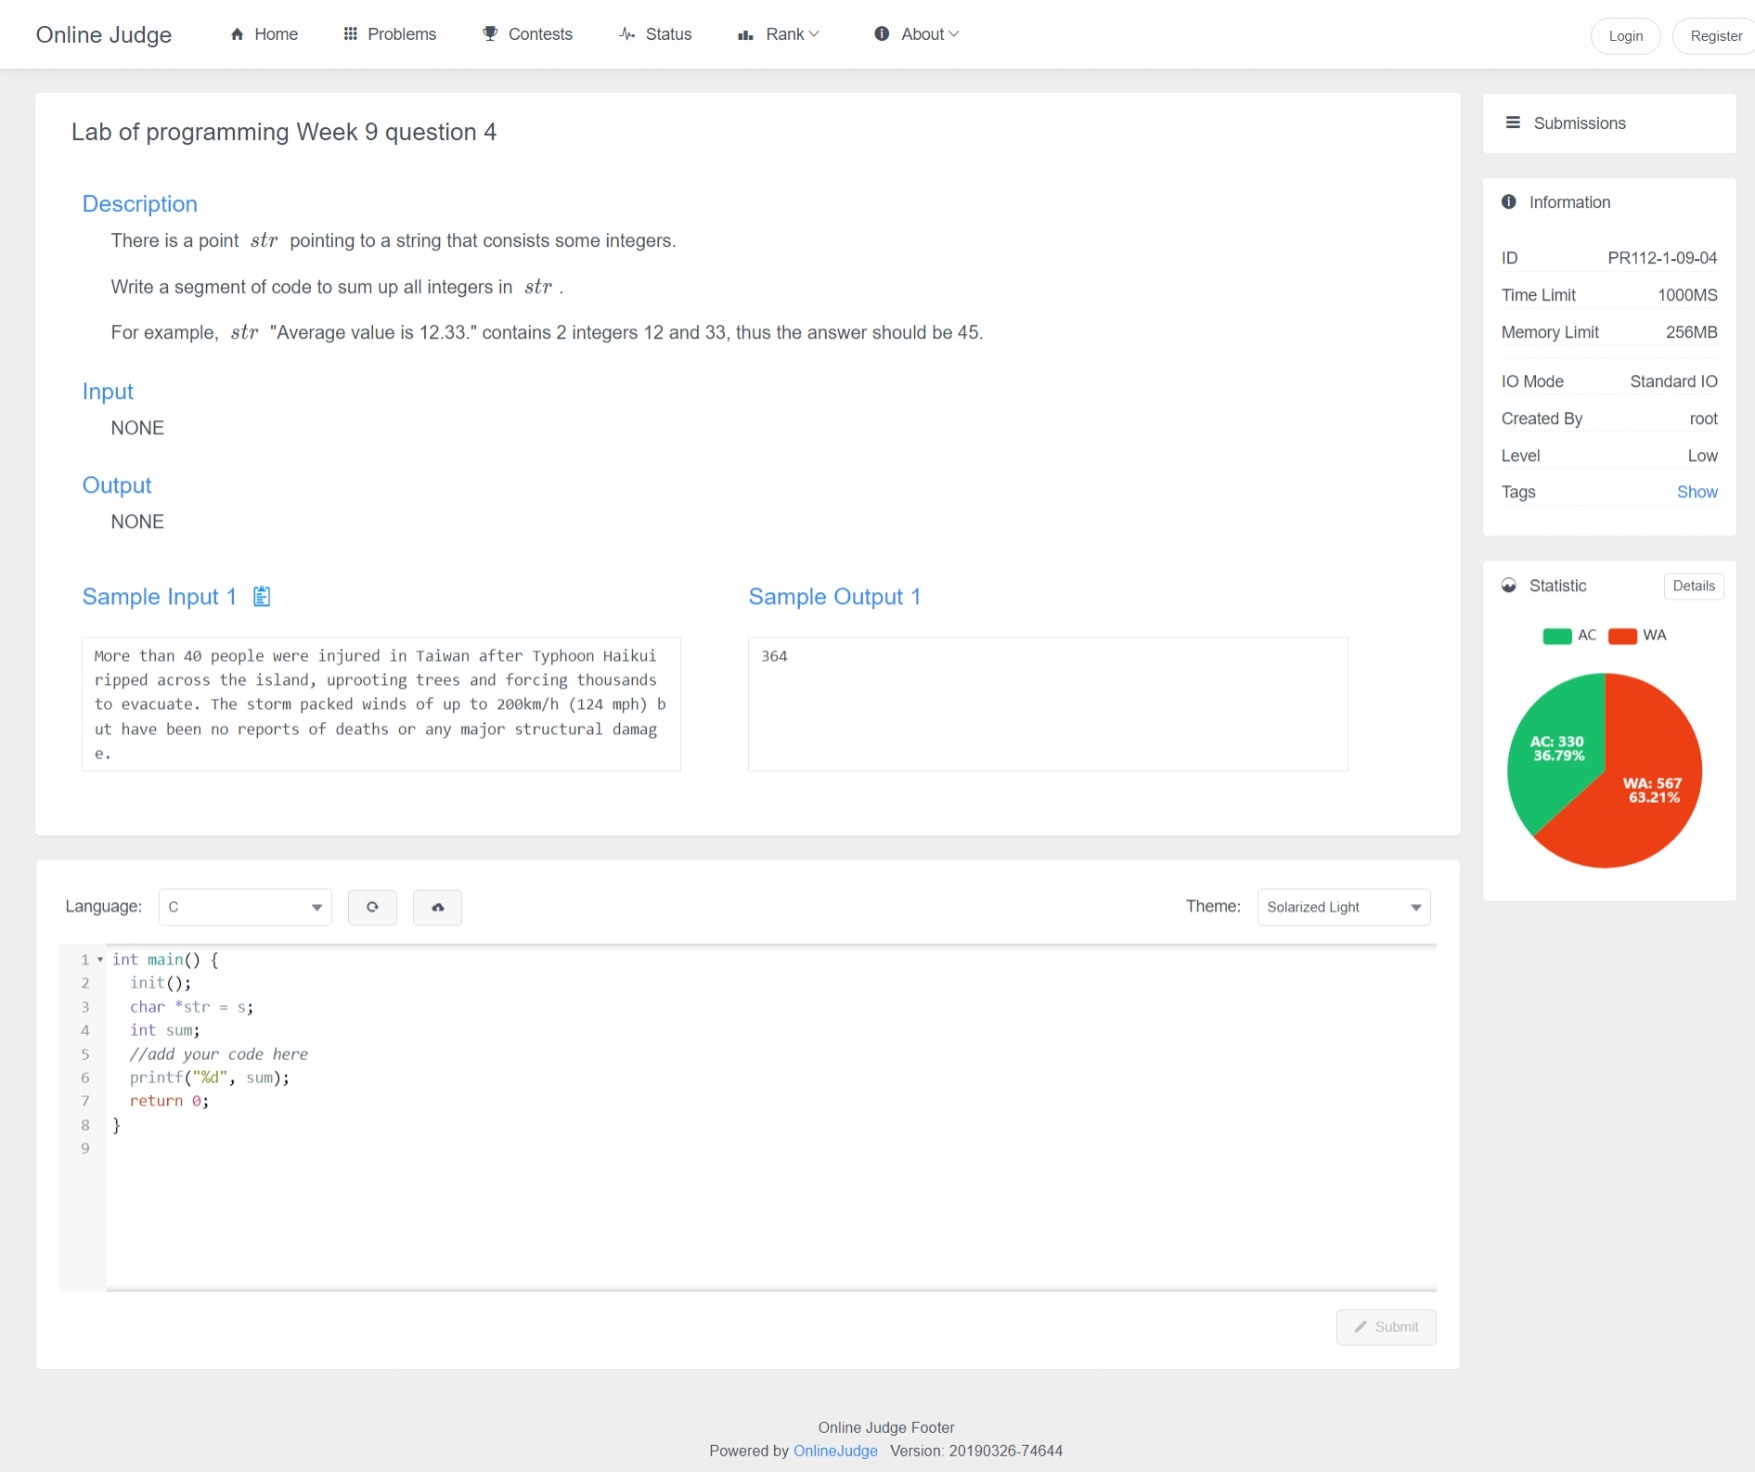 Online Judge
Home
Problems
Contests
Status
Rank
About
Login
Register
Lab of programming Week 9 question 4
Description
There is a point str pointing to a string that consists some integers.
Write a segment of code to sum up all integers in str .
For example, str "Average value is 12.33." contains 2 integers 12 and 33, thus the answer should be 45.
Input
NONE
Output
NONE
Sample Input 1
Sample Output 1
More than 40 people were injured in Taiwan after Typhoon Haikui
ripped across the island, uprooting trees and forcing thousands
to evacuate. The storm packed winds of up to 200km/h (124 mph) b
ut have been no reports of deaths or any major structural damag
e.
364
Language:
C
Theme:
Solarized Light
1 int main() {
2 init();
3 char *str = s;
4 int sum;
5 //add your code here
6 printf("%d", sum);
7 return 0;
8 }
9
Submit
Submissions
Information
ID PR112-1-09-04
Time Limit 1000MS
Memory Limit 256MB
IO Mode Standard IO
Created By root
Level Low
Tags Show
Statistic
Details
AC WA
AC: 330
36.79%
WA: 567
63.21%
Online Judge Footer
Powered by OnlineJudge Version: 20190326-74644